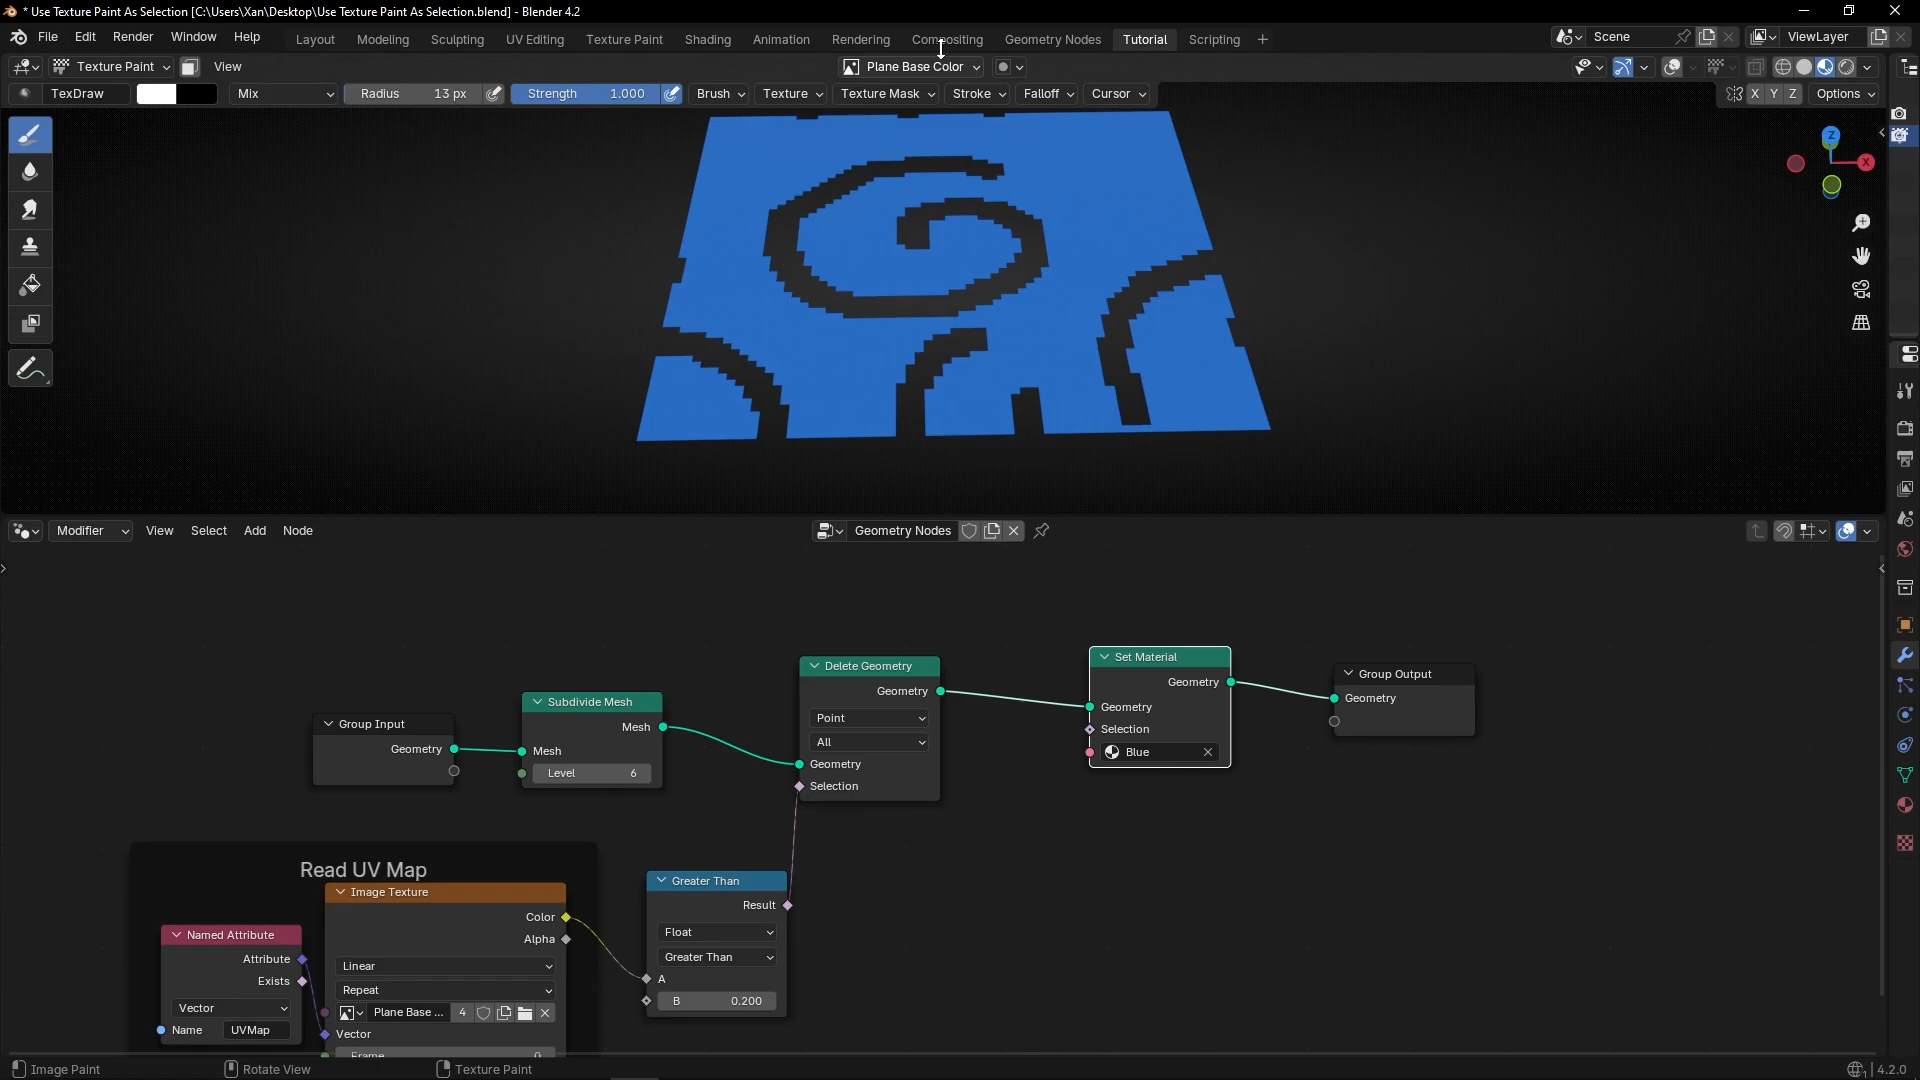 * Use Texture Paint As Selection [C:\Users\Xan\Desktop\Use Texture Paint As Selection.blend] - Blender 4.2
File Edit Render Window Help Layout Modeling Sculpting UV Editing Texture Paint Shading Animation Rendering Compositing Geometry Nodes Tutorial Scripting + Scene ViewLayer
Texture Paint View Plane Base Color
TexDraw Mix Radius 13 px Strength 1.000 Brush Texture Texture Mask Stroke Falloff Cursor X Y Z Options
Z
X
Modifier View Select Add Node Geometry Nodes
Group Input
Geometry
Subdivide Mesh
Mesh
Mesh
Level 6
Delete Geometry
Geometry
Point
All
Geometry
Selection
Set Material
Geometry
Geometry
Selection
Blue
Group Output
Geometry
Read UV Map
Named Attribute
Attribute
Exists
Vector
Name UVMap
Image Texture
Color
Alpha
Linear
Repeat
Plane Base ... 4
Vector
Frame 0
Greater Than
Result
Float
Greater Than
A
B 0.200
Image Paint Rotate View Texture Paint 4.2.0